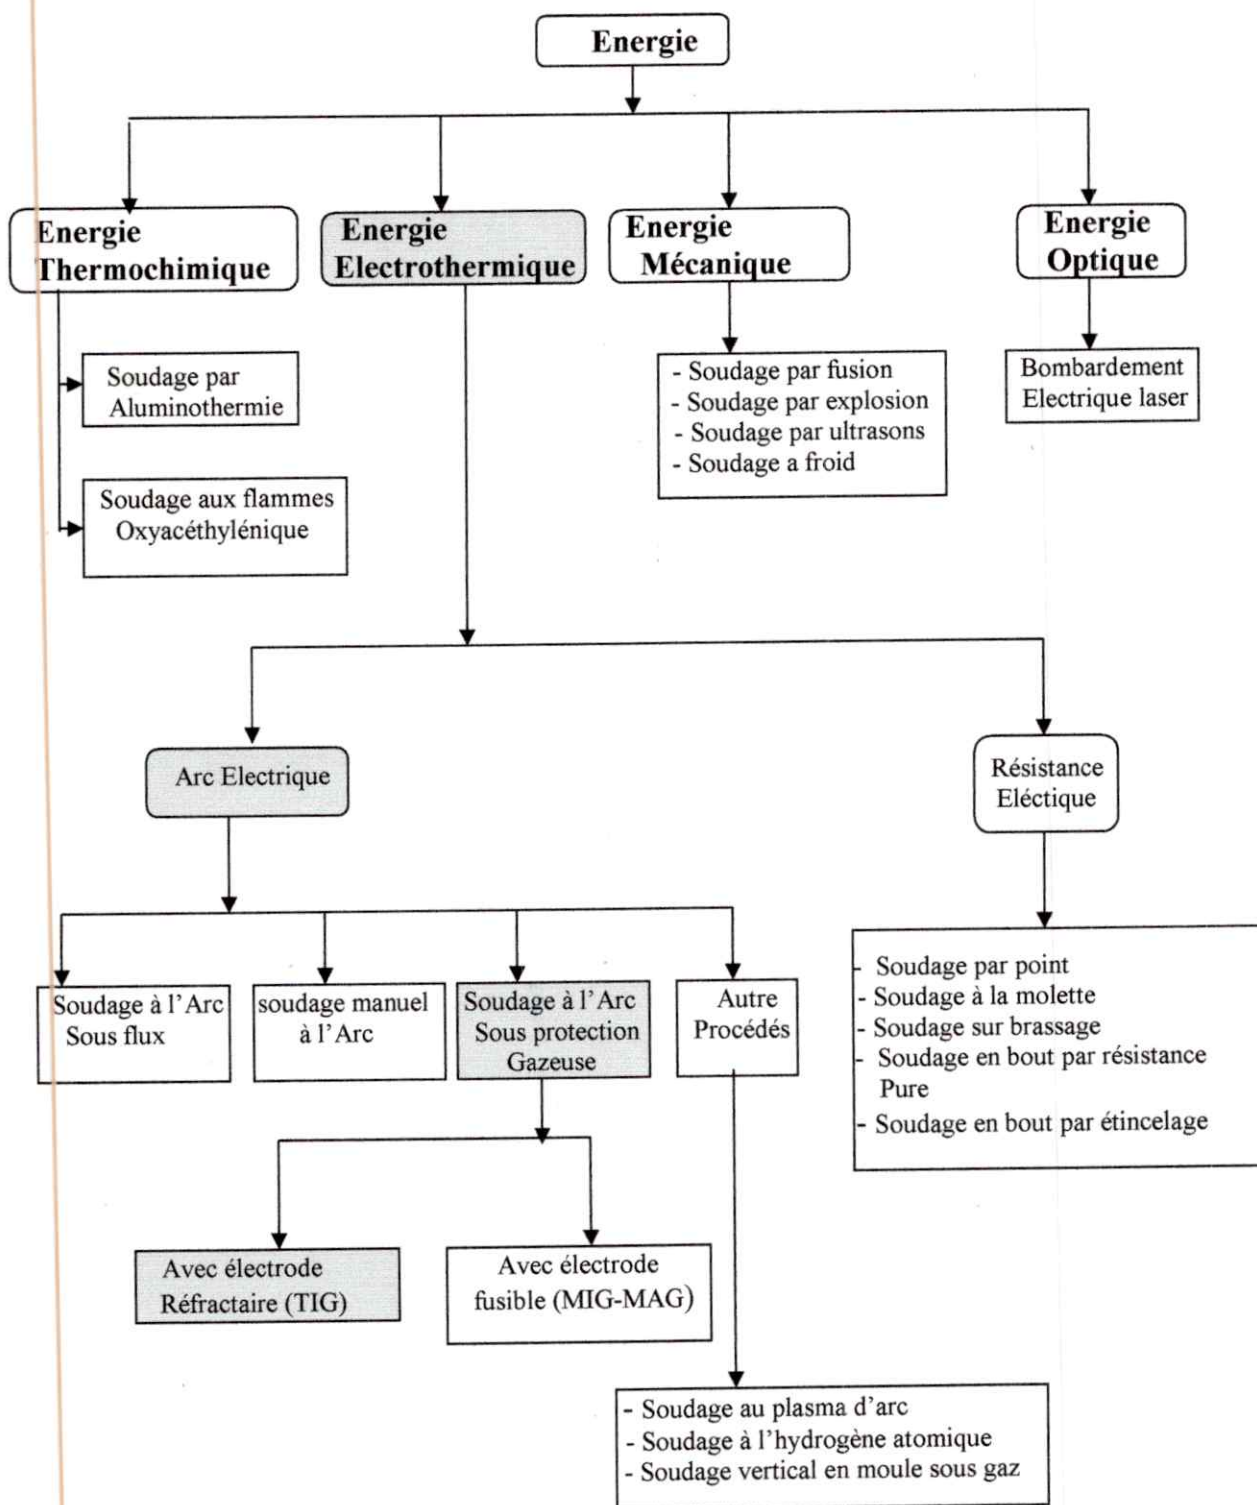 Energie
Energie
Thermochimique
Energie
Electrothermique
Energie
Mécanique
Energie
Optique
Soudage par
Aluminothermie
Soudage aux flammes
Oxyacéthylénique
- Soudage par fusion
- Soudage par explosion
- Soudage par ultrasons
- Soudage a froid
Bombardement
Electrique laser
Arc Electrique
Résistance
Eléctique
Soudage à l’Arc
Sous flux
soudage manuel
à l’Arc
Soudage à l’Arc
Sous protection
Gazeuse
Autre
Procédés
- Soudage par point
- Soudage à la molette
- Soudage sur brassage
- Soudage en bout par résistance
Pure
- Soudage en bout par étincelage
Avec électrode
Réfractaire (TIG)
Avec électrode
fusible (MIG-MAG)
- Soudage au plasma d’arc
- Soudage à l’hydrogène atomique
- Soudage vertical en moule sous gaz